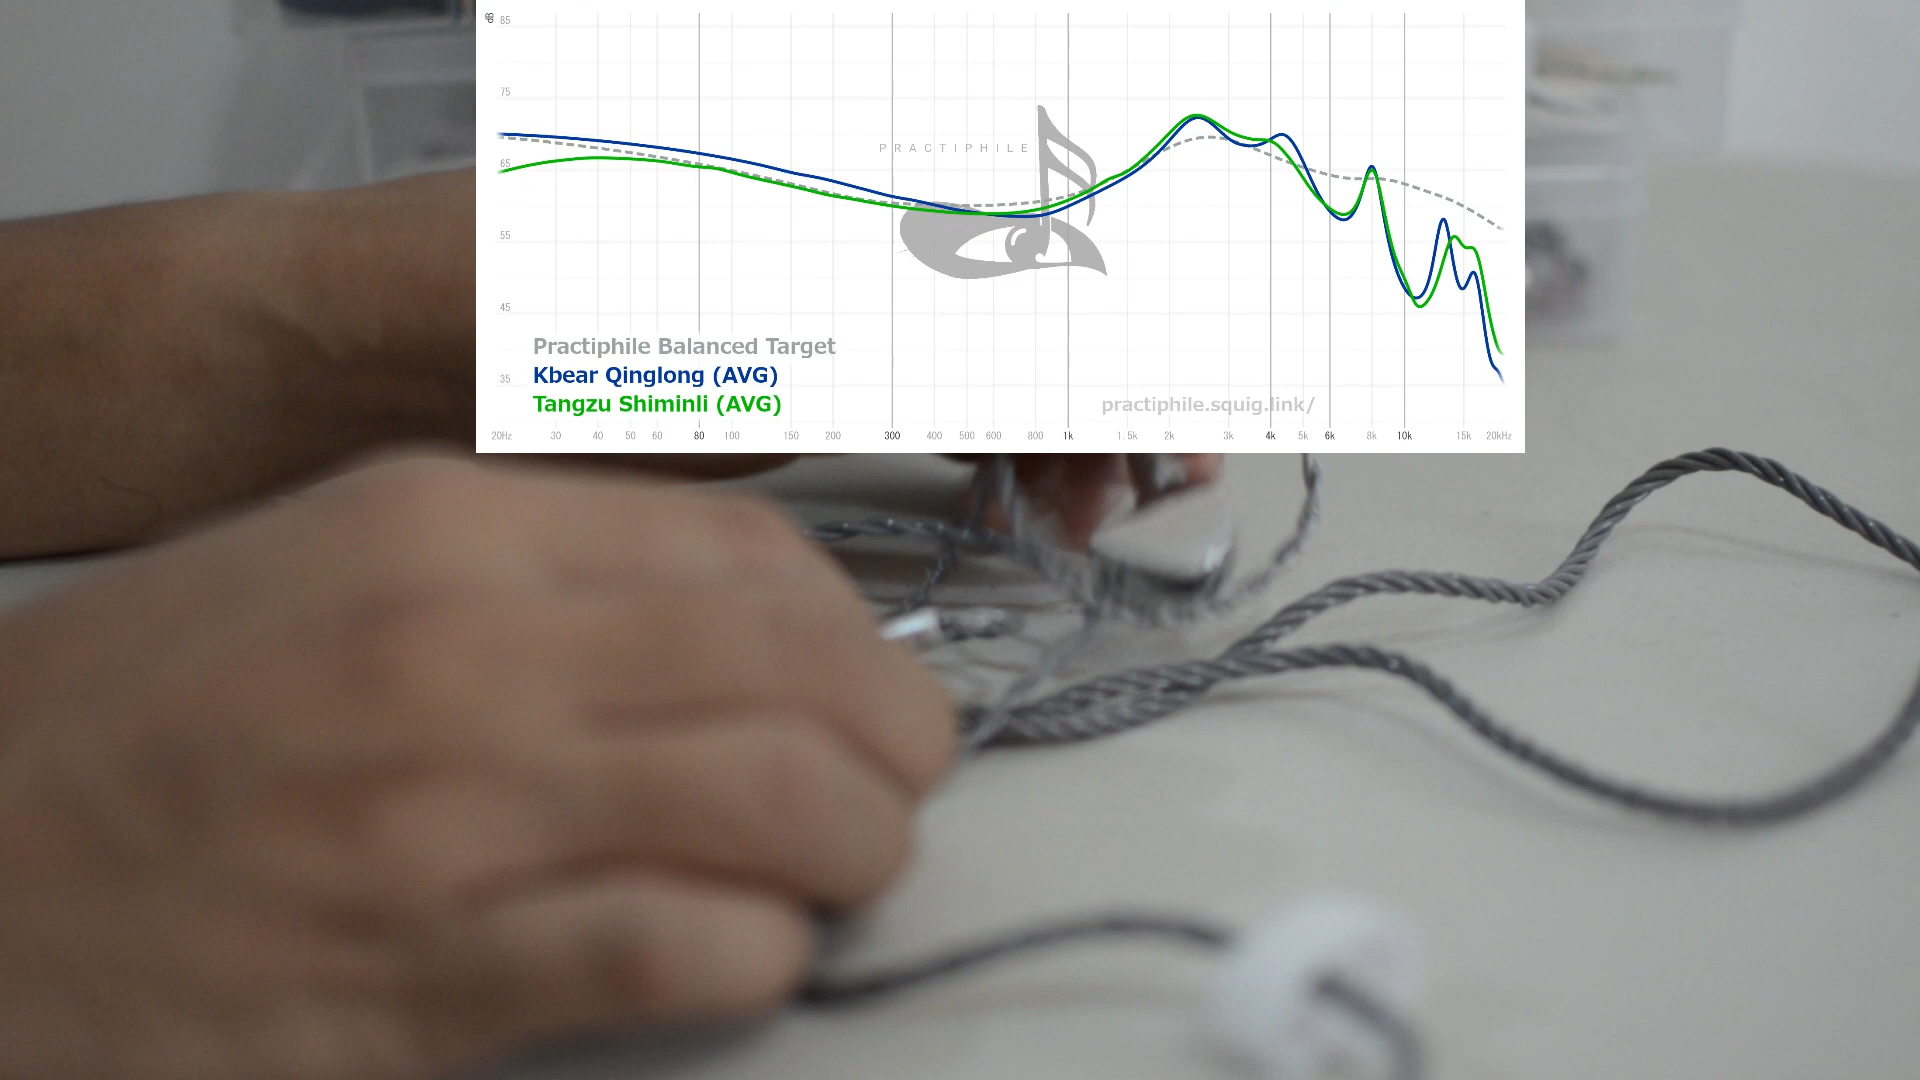 dB
85
75
65
55
45
35
PRACTIPHILE
Practiphile Balanced Target
Kbear Qinglong (AVG)
Tangzu Shiminli (AVG)
practiphile.squig.link/
20Hz 30 40 50 60 80 100 150 200 300 400 500 600 800 1k 1.5k 2k 3k 4k 5k 6k 8k 10k 15k 20kHz